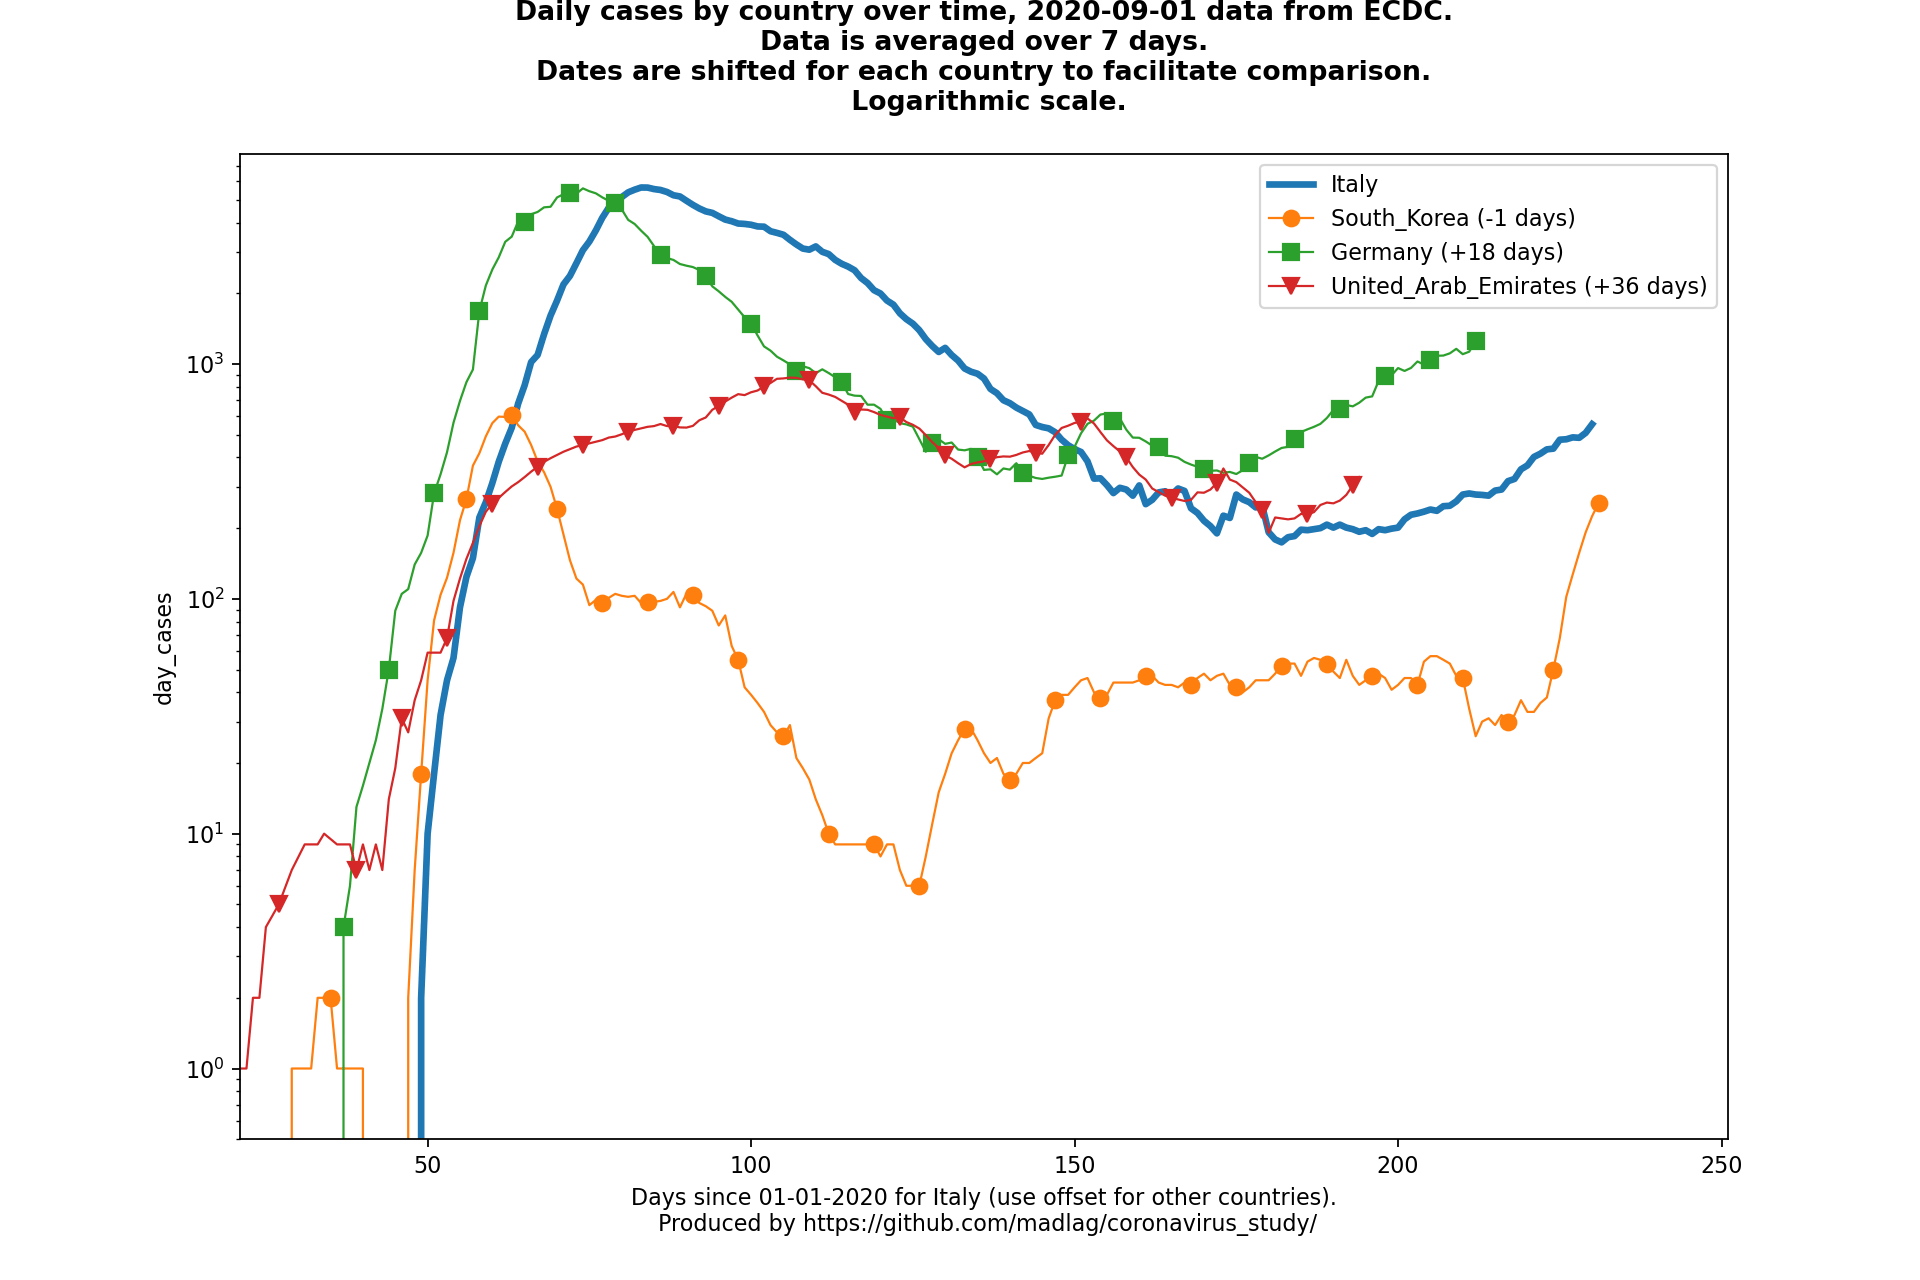 Daily cases by country over time, 2020-09-01 data from ECDC.
Data is averaged over 7 days.
Dates are shifted for each country to facilitate comparison.
Logarithmic scale.
Italy
South_Korea (-1 days)
Germany (+18 days)
United_Arab_Emirates (+36 days)
day_cases
10³
10²
10¹
10⁰
50 100 150 200 250
Days since 01-01-2020 for Italy (use offset for other countries).
Produced by https://github.com/madlag/coronavirus_study/